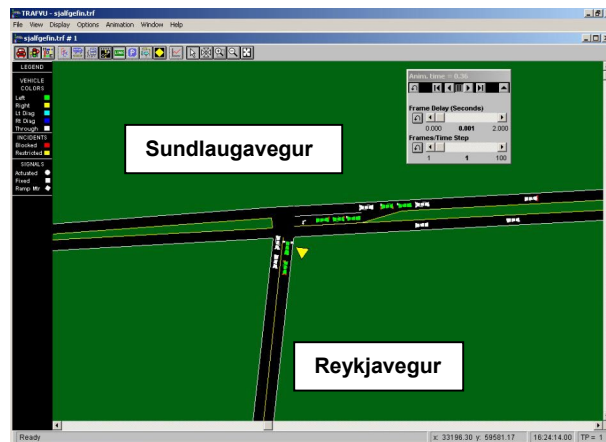 TRAFVU - sjalfgefin.trf
File View Display Options Animation Window Help
sjalfgefin.trf # 1
LEGEND
VEHICLE
COLORS
Left
Right
Lt Diag
Rt Diag
Through
INCIDENTS
Blocked
Restricted
SIGNALS
Actuated
Fixed
Ramp Mtr
Frame Delay (Seconds)
0.000 0.001 2.000
Frames/Time Step
1 1 100
Sundlaugavegur
Reykjavegur
Ready
x: 33196.30 y: 59581.17 16:24:14.00 TP = 1